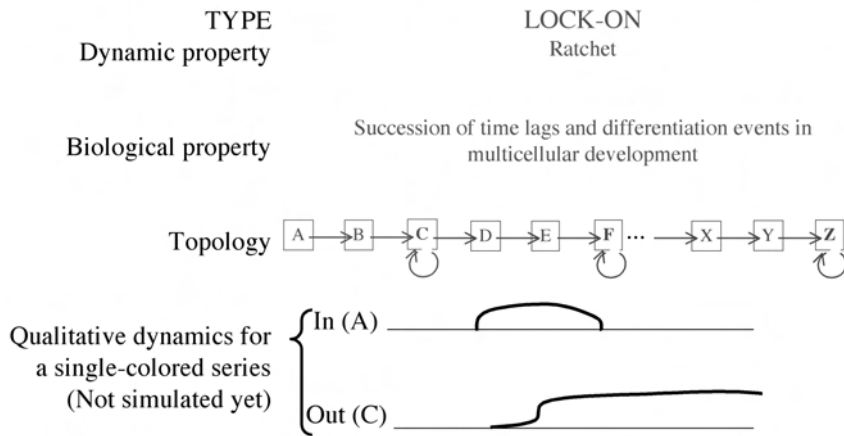 TYPE LOCK-ON
Dynamic property Ratchet
Biological property Succession of time lags and differentiation events in
multicellular development
Topology A B C D E F ... X Y Z
Qualitative dynamics for
a single-colored series
(Not simulated yet)
In (A)
Out (C)